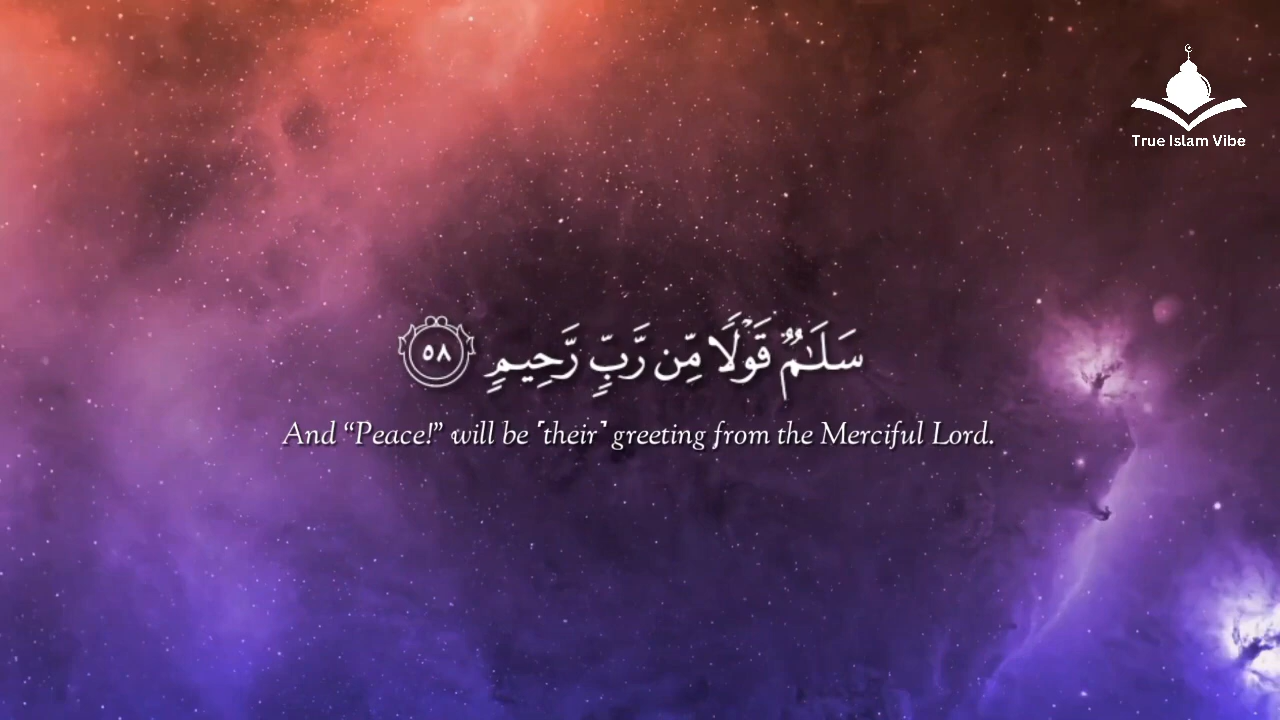 True Islam Vibe
سَلَـٰمٌۭ قَوْلًۭا مِّن رَّبٍّۢ رَّحِيمٍۢ ٥٨
And “Peace!” will be ˹their˺ greeting from the Merciful Lord.